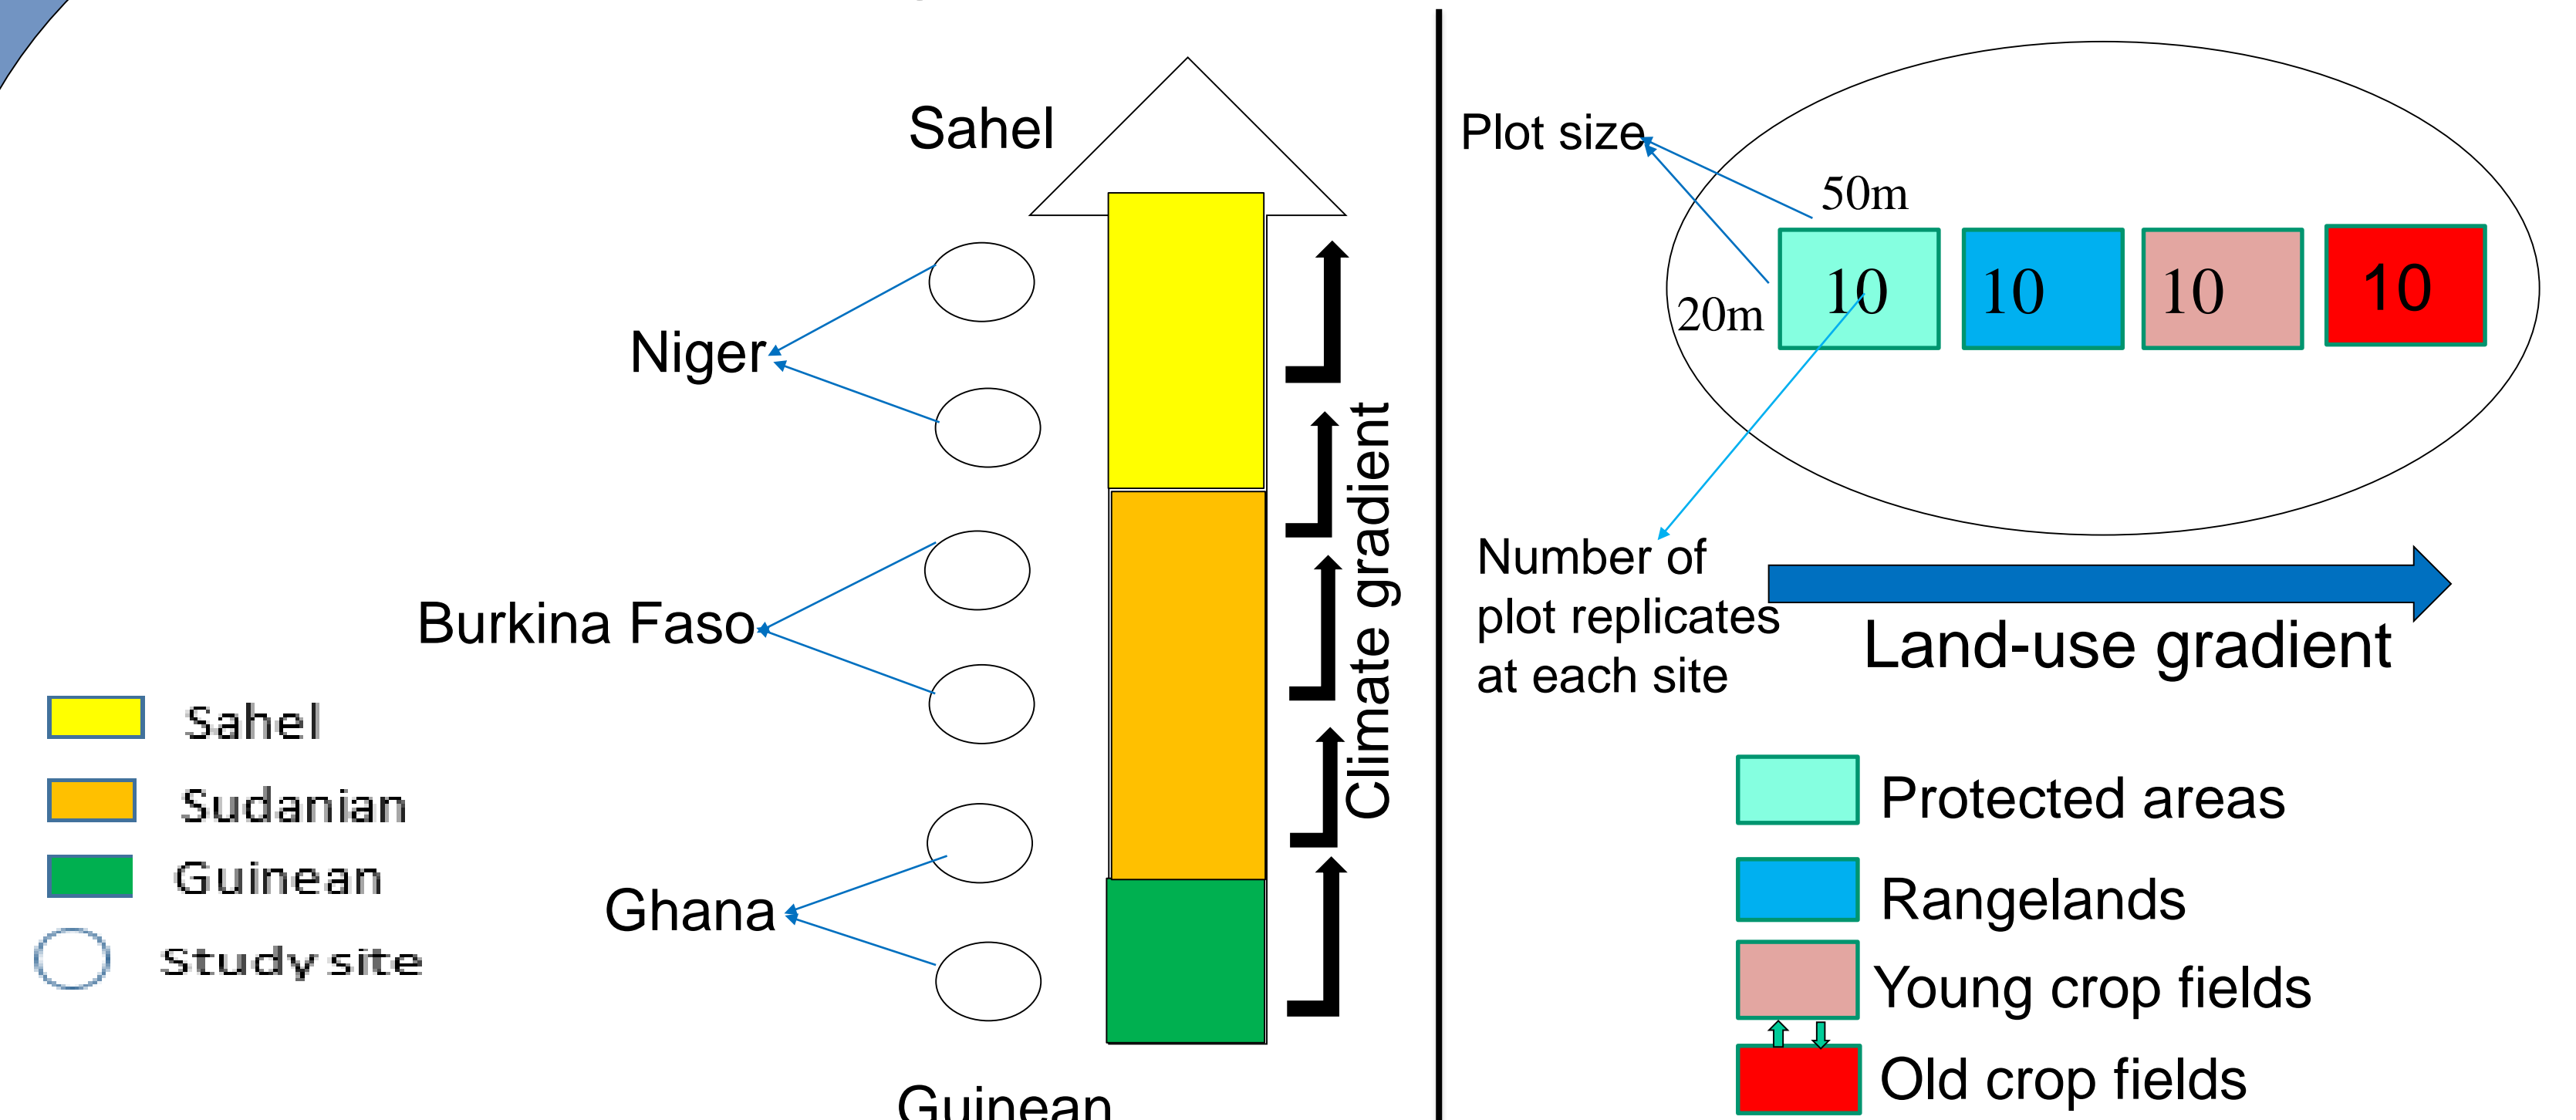 Sahel
Niger
Burkina Faso
Ghana
Guinean
Climate gradient
Sahel
Sudanian
Guinean
Study site
Plot size
50m
20m
10
10
10
10
Number of
plot replicates
at each site
Land-use gradient
Protected areas
Rangelands
Young crop fields
Old crop fields